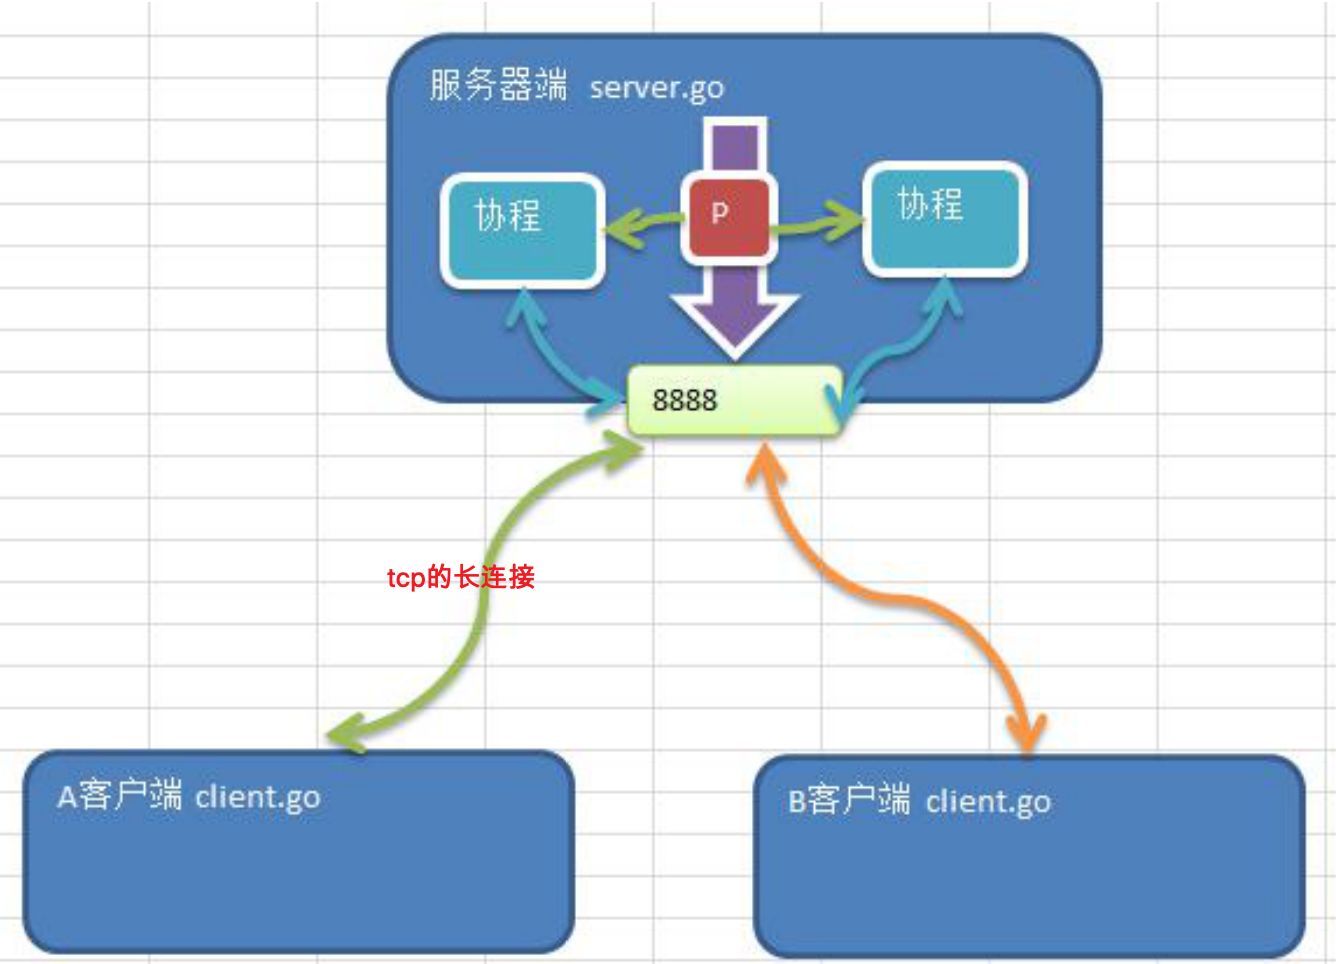 服务器端 server.go
协程
P
协程
8888
tcp的长连接
A客户端 client.go
B客户端 client.go